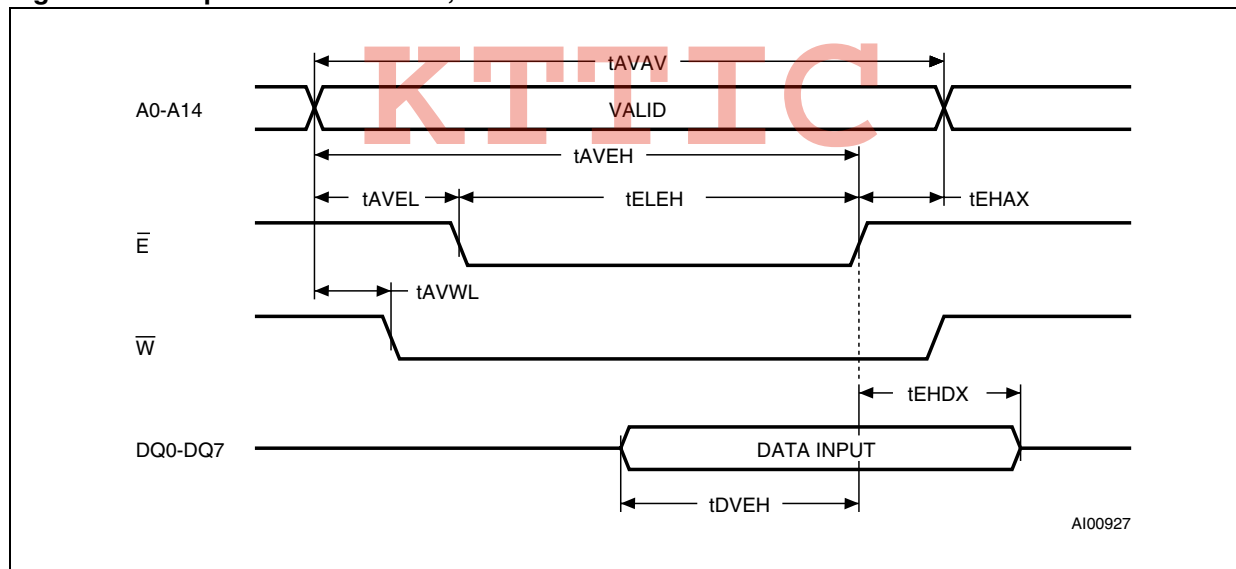 tAVAV
A0-A14
VALID
tAVEH
tAVEL
tELEH
tEHAX
E̅
tAVWL
W̅
tEHDX
DQ0-DQ7
DATA INPUT
tDVEH
AI00927
KTTIC